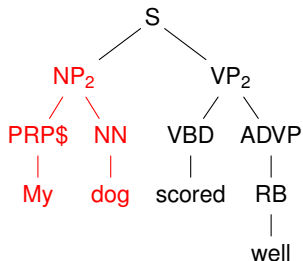 S
NP₂ VP₂
PRP$ NN VBD ADVP
My dog scored RB
well